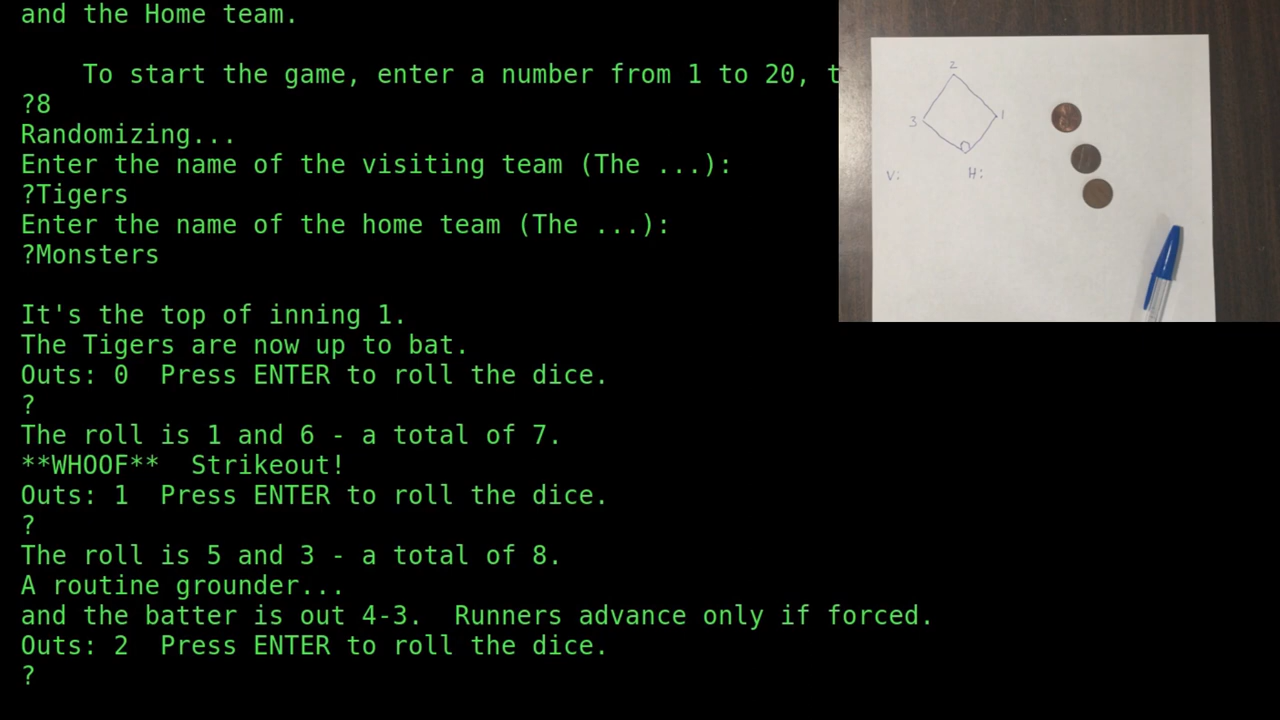 and the Home team.
To start the game, enter a number from 1 to 20, t
?8
Randomizing...
Enter the name of the visiting team (The ...):
?Tigers
Enter the name of the home team (The ...):
?Monsters
It's the top of inning 1.
The Tigers are now up to bat.
Outs: 0  Press ENTER to roll the dice.
?
The roll is 1 and 6 - a total of 7.
**WHOOF**  Strikeout!
Outs: 1  Press ENTER to roll the dice.
?
The roll is 5 and 3 - a total of 8.
A routine grounder...
and the batter is out 4-3.  Runners advance only if forced.
Outs: 2  Press ENTER to roll the dice.
?
2
3 1
V: H: